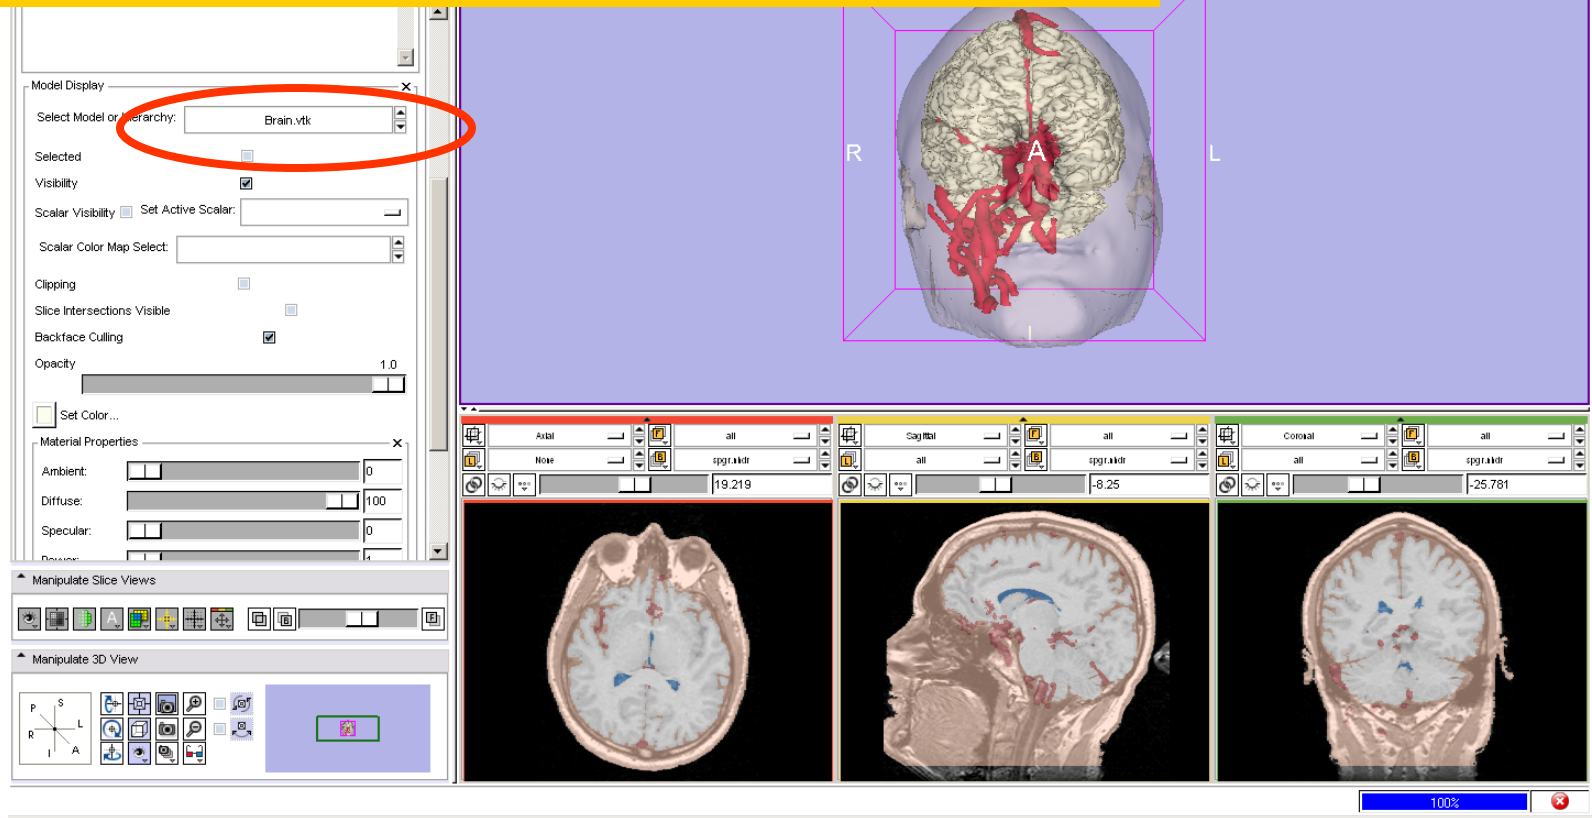 Model Display
Select Model or Hierarchy:
Brain.vtk
Selected
Visibility
Scalar Visibility
Set Active Scalar:
Scalar Color Map Select:
Clipping
Slice Intersections Visible
Backface Culling
Opacity
1.0
Set Color...
Material Properties
Ambient:
0
Diffuse:
100
Specular:
0
Power:
1
Manipulate Slice Views
A
B
F
Manipulate 3D View
P
S
L
R
I
A
R
A
L
I
Axial
F
all
L
None
B
spgr.nhdr
19.219
Sagittal
F
all
L
all
B
spgr.nhdr
-8.25
Coronal
F
all
L
all
B
spgr.nhdr
-25.781
100%